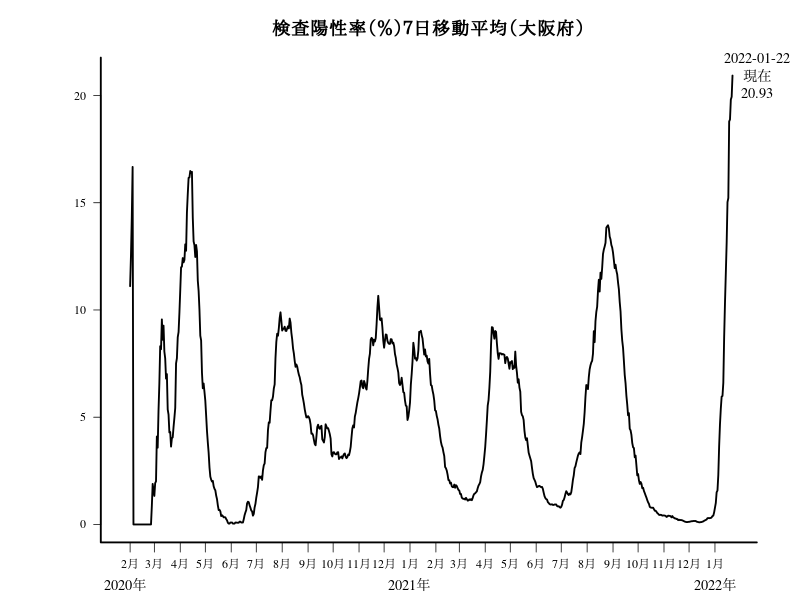 検査陽性率(%)7日移動平均(大阪府)
2022-01-22
現在
20.93
20
15
10
5
0
2月 3月 4月 5月 6月 7月 8月 9月 10月 11月 12月 1月 2月 3月 4月 5月 6月 7月 8月 9月 10月 11月 12月 1月
2020年 2021年 2022年